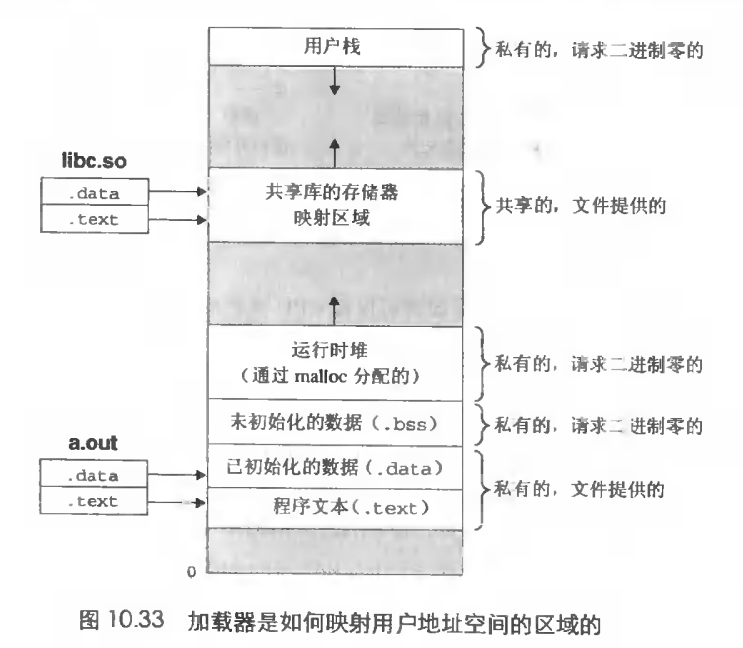 用户栈
私有的，请求二进制零的
libc.so
.data
.text
共享库的存储器
映射区域
共享的，文件提供的
运行时堆
（通过 malloc 分配的）
私有的，请求二进制零的
未初始化的数据（.bss）
私有的，请求二进制零的
a.out
.data
.text
已初始化的数据（.data）
程序文本（.text）
私有的，文件提供的
0
图 10.33 加载器是如何映射用户地址空间的区域的